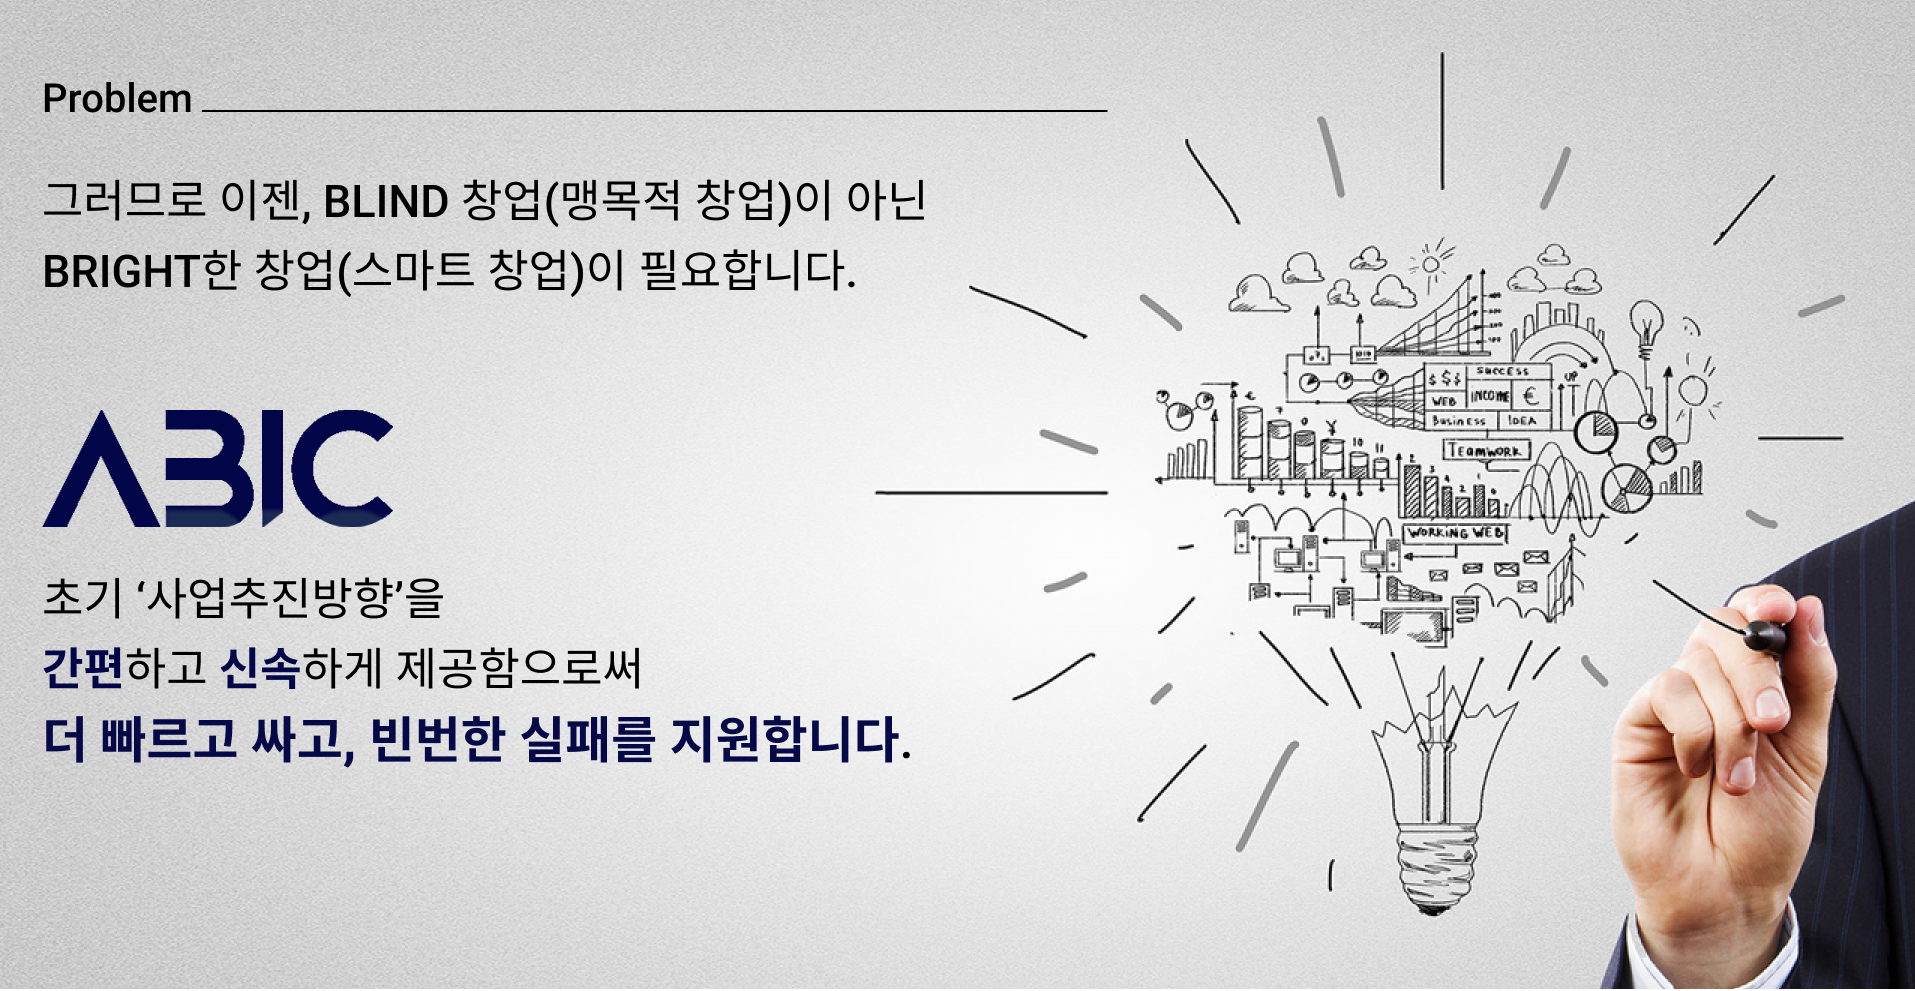 Problem
그러므로 이젠, BLIND 창업(맹목적 창업)이 아닌
BRIGHT한 창업(스마트 창업)이 필요합니다.
ABIC
초기 ‘사업추진방향’을
간편하고 신속하게 제공함으로써
더 빠르고 싸고, 빈번한 실패를 지원합니다.
$ $ $ SUCCESS
UP
WEB INCOME €
Business IDEA
TEAMWORK
€ 7 0 ¥ 10 11
WORKING WEB